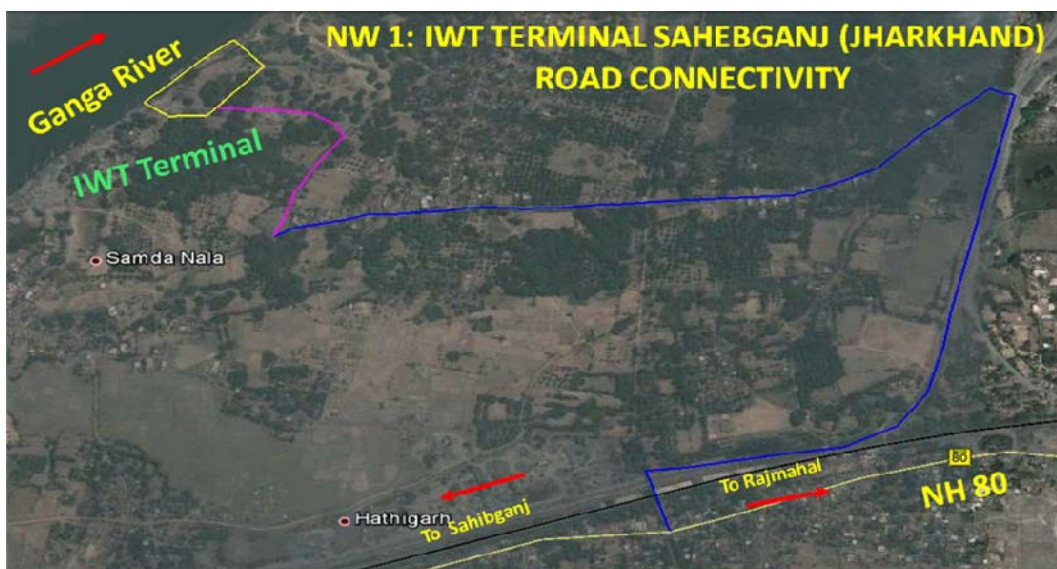 NW 1: IWT TERMINAL SAHEBGANJ (JHARKHAND)
ROAD CONNECTIVITY
Ganga River
IWT Terminal
Samda Nala
Hathigarh
To Sahibganj
To Rajmahal
80
NH 80